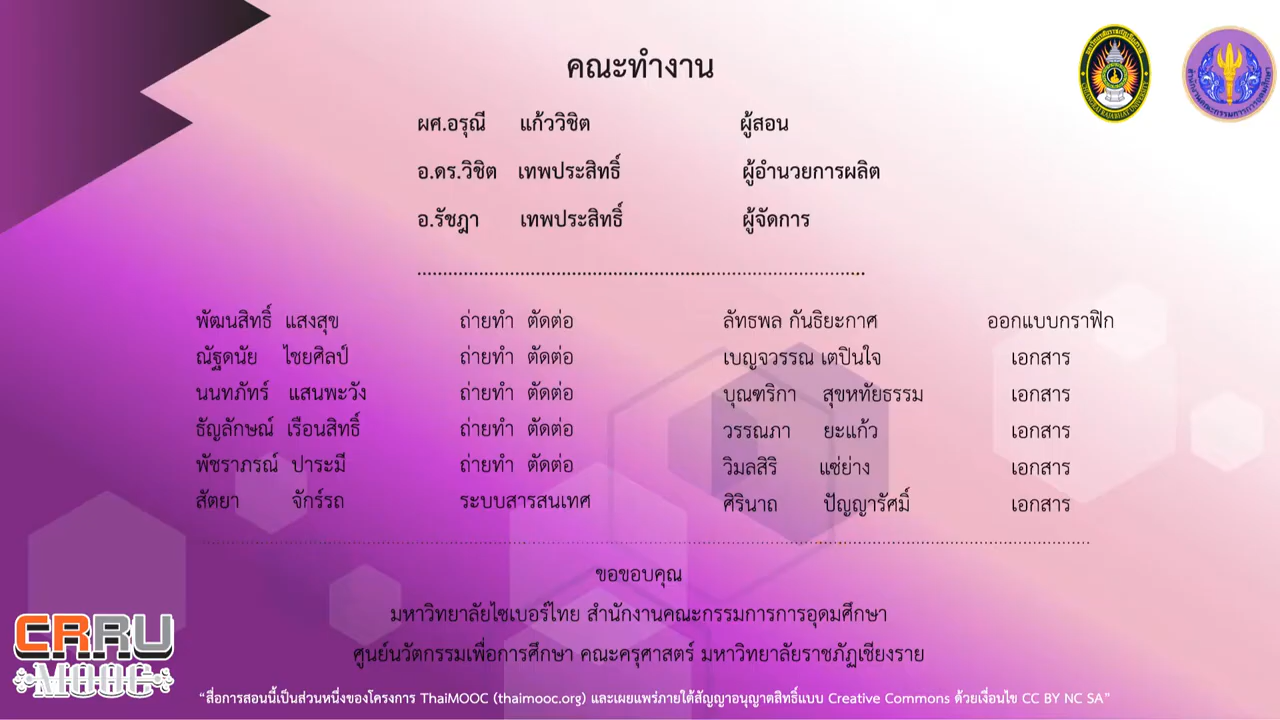 คณะทำงาน
ผศ.อรุณี แก้ววิชิต ผู้สอน
อ.ดร.วิชิต เทพประสิทธิ์ ผู้อำนวยการผลิต
อ.รัชฎา เทพประสิทธิ์ ผู้จัดการ
พัฒนสิทธิ์ แสงสุข ถ่ายทำ ตัดต่อ ลัทธพล กันธิยะกาศ ออกแบบกราฟิก
ณัฐดนัย ไชยศิลป์ ถ่ายทำ ตัดต่อ เบญจวรรณ เตปินใจ เอกสาร
นนทภัทร์ แสนพะวัง ถ่ายทำ ตัดต่อ บุณฑริกา สุขหทัยธรรม เอกสาร
ธัญลักษณ์ เรือนสิทธิ์ ถ่ายทำ ตัดต่อ วรรณภา ยะแก้ว เอกสาร
พัชราภรณ์ ปาระมี ถ่ายทำ ตัดต่อ วิมลสิริ แซ่ย่าง เอกสาร
สัตยา จักร์รถ ระบบสารสนเทศ ศิรินาถ ปัญญารัศมิ์ เอกสาร
ขอขอบคุณ
มหาวิทยาลัยไซเบอร์ไทย สำนักงานคณะกรรมการการอุดมศึกษา
ศูนย์นวัตกรรมเพื่อการศึกษา คณะครุศาสตร์ มหาวิทยาลัยราชภัฏเชียงราย
CRRU
MOOC
“สื่อการสอนนี้เป็นส่วนหนึ่งของโครงการ ThaiMOOC (thaimooc.org) และเผยแพร่ภายใต้สัญญาอนุญาตสิทธิ์แบบ Creative Commons ด้วยเงื่อนไข CC BY NC SA”